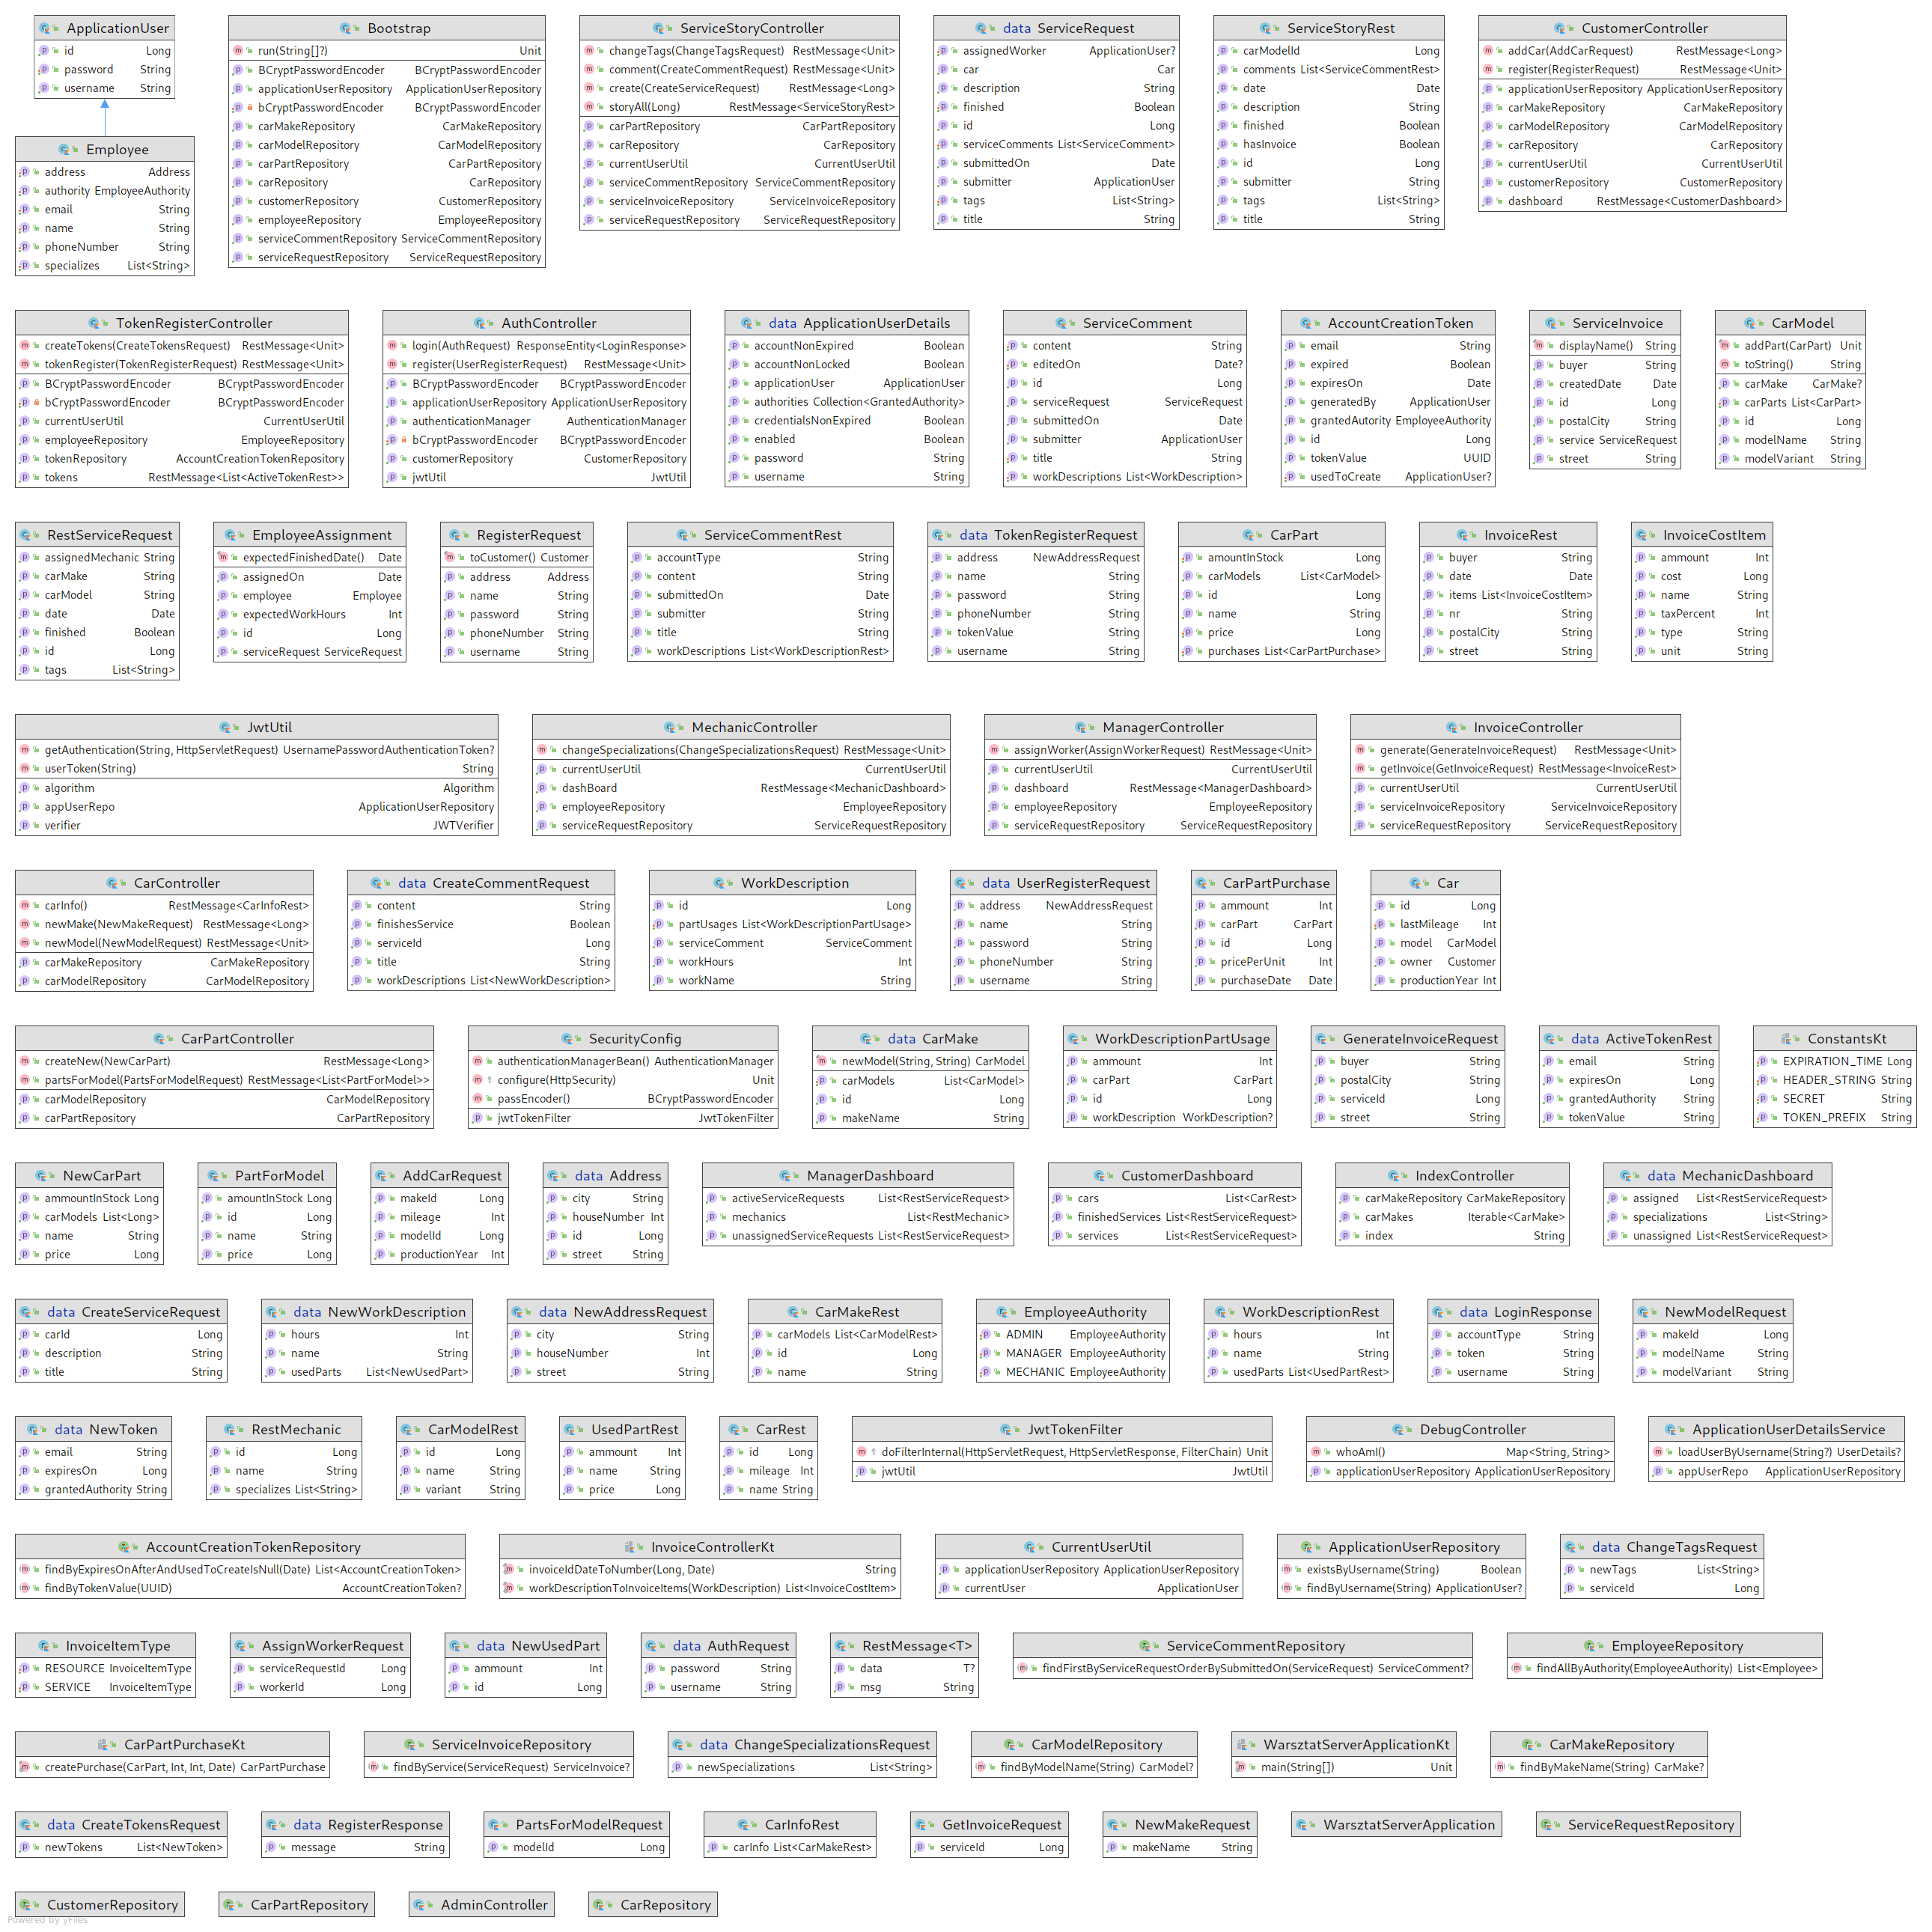 ApplicationUser
id Long
password String
username String
Employee
address Address
authority EmployeeAuthority
email String
name String
phoneNumber String
specializes List<String>
Bootstrap
run(String[]?) Unit
BCryptPasswordEncoder BCryptPasswordEncoder
applicationUserRepository ApplicationUserRepository
bCryptPasswordEncoder BCryptPasswordEncoder
carMakeRepository CarMakeRepository
carModelRepository CarModelRepository
carPartRepository CarPartRepository
carRepository CarRepository
customerRepository CustomerRepository
employeeRepository EmployeeRepository
serviceCommentRepository ServiceCommentRepository
serviceRequestRepository ServiceRequestRepository
ServiceStoryController
changeTags(ChangeTagsRequest) RestMessage<Unit>
comment(CreateCommentRequest) RestMessage<Unit>
create(CreateServiceRequest) RestMessage<Long>
storyAll(Long) RestMessage<ServiceStoryRest>
carPartRepository CarPartRepository
carRepository CarRepository
currentUserUtil CurrentUserUtil
serviceCommentRepository ServiceCommentRepository
serviceInvoiceRepository ServiceInvoiceRepository
serviceRequestRepository ServiceRequestRepository
data ServiceRequest
assignedWorker ApplicationUser?
car Car
description String
finished Boolean
id Long
serviceComments List<ServiceComment>
submittedOn Date
submitter ApplicationUser
tags List<String>
title String
ServiceStoryRest
carModelId Long
comments List<ServiceCommentRest>
date Date
description String
finished Boolean
hasInvoice Boolean
id Long
submitter String
tags List<String>
title String
CustomerController
addCar(AddCarRequest) RestMessage<Long>
register(RegisterRequest) RestMessage<Unit>
applicationUserRepository ApplicationUserRepository
carMakeRepository CarMakeRepository
carModelRepository CarModelRepository
carRepository CarRepository
currentUserUtil CurrentUserUtil
customerRepository CustomerRepository
dashboard RestMessage<CustomerDashboard>
TokenRegisterController
createTokens(CreateTokensRequest) RestMessage<Unit>
tokenRegister(TokenRegisterRequest) RestMessage<Unit>
BCryptPasswordEncoder BCryptPasswordEncoder
bCryptPasswordEncoder BCryptPasswordEncoder
currentUserUtil CurrentUserUtil
employeeRepository EmployeeRepository
tokenRepository AccountCreationTokenRepository
tokens RestMessage<List<ActiveTokenRest>>
AuthController
login(AuthRequest) ResponseEntity<LoginResponse>
register(UserRegisterRequest) RestMessage<Unit>
BCryptPasswordEncoder BCryptPasswordEncoder
applicationUserRepository ApplicationUserRepository
authenticationManager AuthenticationManager
bCryptPasswordEncoder BCryptPasswordEncoder
customerRepository CustomerRepository
jwtUtil JwtUtil
data ApplicationUserDetails
accountNonExpired Boolean
accountNonLocked Boolean
applicationUser ApplicationUser
authorities Collection<GrantedAuthority>
credentialsNonExpired Boolean
enabled Boolean
password String
username String
ServiceComment
content String
editedOn Date?
id Long
serviceRequest ServiceRequest
submittedOn Date
submitter ApplicationUser
title String
workDescriptions List<WorkDescription>
AccountCreationToken
email String
expired Boolean
expiresOn Date
generatedBy ApplicationUser
grantedAutority EmployeeAuthority
id Long
tokenValue UUID
usedToCreate ApplicationUser?
ServiceInvoice
displayName() String
buyer String
createdDate Date
id Long
postalCity String
service ServiceRequest
street String
CarModel
addPart(CarPart) Unit
toString() String
carMake CarMake?
carParts List<CarPart>
id Long
modelName String
modelVariant String
RestServiceRequest
assignedMechanic String
carMake String
carModel String
date Date
finished Boolean
id Long
tags List<String>
EmployeeAssignment
expectedFinishedDate() Date
assignedOn Date
employee Employee
expectedWorkHours Int
id Long
serviceRequest ServiceRequest
RegisterRequest
toCustomer() Customer
address Address
name String
password String
phoneNumber String
username String
ServiceCommentRest
accountType String
content String
submittedOn Date
submitter String
title String
workDescriptions List<WorkDescriptionRest>
data TokenRegisterRequest
address NewAddressRequest
name String
password String
phoneNumber String
tokenValue String
username String
CarPart
amountInStock Long
carModels List<CarModel>
id Long
name String
price Long
purchases List<CarPartPurchase>
InvoiceRest
buyer String
date Date
items List<InvoiceCostItem>
nr String
postalCity String
street String
InvoiceCostItem
ammount Int
cost Long
name String
taxPercent Int
type String
unit String
JwtUtil
getAuthentication(String, HttpServletRequest) UsernamePasswordAuthenticationToken?
userToken(String) String
algorithm Algorithm
appUserRepo ApplicationUserRepository
verifier JWTVerifier
MechanicController
changeSpecializations(ChangeSpecializationsRequest) RestMessage<Unit>
currentUserUtil CurrentUserUtil
dashBoard RestMessage<MechanicDashboard>
employeeRepository EmployeeRepository
serviceRequestRepository ServiceRequestRepository
ManagerController
assignWorker(AssignWorkerRequest) RestMessage<Unit>
currentUserUtil CurrentUserUtil
dashboard RestMessage<ManagerDashboard>
employeeRepository EmployeeRepository
serviceRequestRepository ServiceRequestRepository
InvoiceController
generate(GenerateInvoiceRequest) RestMessage<Unit>
getInvoice(GetInvoiceRequest) RestMessage<InvoiceRest>
currentUserUtil CurrentUserUtil
serviceInvoiceRepository ServiceInvoiceRepository
serviceRequestRepository ServiceRequestRepository
CarController
carInfo() RestMessage<CarInfoRest>
newMake(NewMakeRequest) RestMessage<Long>
newModel(NewModelRequest) RestMessage<Unit>
carMakeRepository CarMakeRepository
carModelRepository CarModelRepository
data CreateCommentRequest
content String
finishesService Boolean
serviceId Long
title String
workDescriptions List<NewWorkDescription>
WorkDescription
id Long
partUsages List<WorkDescriptionPartUsage>
serviceComment ServiceComment
workHours Int
workName String
data UserRegisterRequest
address NewAddressRequest
name String
password String
phoneNumber String
username String
CarPartPurchase
ammount Int
carPart CarPart
id Long
pricePerUnit Int
purchaseDate Date
Car
id Long
lastMileage Int
model CarModel
owner Customer
productionYear Int
CarPartController
createNew(NewCarPart) RestMessage<Long>
partsForModel(PartsForModelRequest) RestMessage<List<PartForModel>>
carModelRepository CarModelRepository
carPartRepository CarPartRepository
SecurityConfig
authenticationManagerBean() AuthenticationManager
configure(HttpSecurity) Unit
passEncoder() BCryptPasswordEncoder
jwtTokenFilter JwtTokenFilter
data CarMake
newModel(String, String) CarModel
carModels List<CarModel>
id Long
makeName String
WorkDescriptionPartUsage
ammount Int
carPart CarPart
id Long
workDescription WorkDescription?
GenerateInvoiceRequest
buyer String
postalCity String
serviceId Long
street String
data ActiveTokenRest
email String
expiresOn Long
grantedAuthority String
tokenValue String
ConstantsKt
EXPIRATION_TIME Long
HEADER_STRING String
SECRET String
TOKEN_PREFIX String
NewCarPart
ammountInStock Long
carModels List<Long>
name String
price Long
PartForModel
amountInStock Long
id Long
name String
price Long
AddCarRequest
makeId Long
mileage Int
modelId Long
productionYear Int
data Address
city String
houseNumber Int
id Long
street String
ManagerDashboard
activeServiceRequests List<RestServiceRequest>
mechanics List<RestMechanic>
unassignedServiceRequests List<RestServiceRequest>
CustomerDashboard
cars List<CarRest>
finishedServices List<RestServiceRequest>
services List<RestServiceRequest>
IndexController
carMakeRepository CarMakeRepository
carMakes Iterable<CarMake>
index String
data MechanicDashboard
assigned List<RestServiceRequest>
specializations List<String>
unassigned List<RestServiceRequest>
data CreateServiceRequest
carId Long
description String
title String
data NewWorkDescription
hours Int
name String
usedParts List<NewUsedPart>
data NewAddressRequest
city String
houseNumber Int
street String
CarMakeRest
carModels List<CarModelRest>
id Long
name String
EmployeeAuthority
ADMIN EmployeeAuthority
MANAGER EmployeeAuthority
MECHANIC EmployeeAuthority
WorkDescriptionRest
hours Int
name String
usedParts List<UsedPartRest>
data LoginResponse
accountType String
token String
username String
NewModelRequest
makeId Long
modelName String
modelVariant String
data NewToken
email String
expiresOn Long
grantedAuthority String
RestMechanic
id Long
name String
specializes List<String>
CarModelRest
id Long
name String
variant String
UsedPartRest
ammount Int
name String
price Long
CarRest
id Long
mileage Int
name String
JwtTokenFilter
doFilterInternal(HttpServletRequest, HttpServletResponse, FilterChain) Unit
jwtUtil JwtUtil
DebugController
whoAmI() Map<String, String>
applicationUserRepository ApplicationUserRepository
ApplicationUserDetailsService
loadUserByUsername(String?) UserDetails?
appUserRepo ApplicationUserRepository
AccountCreationTokenRepository
findByExpiresOnAfterAndUsedToCreateIsNull(Date) List<AccountCreationToken>
findByTokenValue(UUID) AccountCreationToken?
InvoiceControllerKt
invoiceIdDateToNumber(Long, Date) String
workDescriptionToInvoiceItems(WorkDescription) List<InvoiceCostItem>
CurrentUserUtil
applicationUserRepository ApplicationUserRepository
currentUser ApplicationUser
ApplicationUserRepository
existsByUsername(String) Boolean
findByUsername(String) ApplicationUser?
data ChangeTagsRequest
newTags List<String>
serviceId Long
InvoiceItemType
RESOURCE InvoiceItemType
SERVICE InvoiceItemType
AssignWorkerRequest
serviceRequestId Long
workerId Long
data NewUsedPart
ammount Int
id Long
data AuthRequest
password String
username String
RestMessage<T>
data T?
msg String
ServiceCommentRepository
findFirstByServiceRequestOrderBySubmittedOn(ServiceRequest) ServiceComment?
EmployeeRepository
findAllByAuthority(EmployeeAuthority) List<Employee>
CarPartPurchaseKt
createPurchase(CarPart, Int, Int, Date) CarPartPurchase
ServiceInvoiceRepository
findByService(ServiceRequest) ServiceInvoice?
data ChangeSpecializationsRequest
newSpecializations List<String>
CarModelRepository
findByModelName(String) CarModel?
WarsztatServerApplicationKt
main(String[]) Unit
CarMakeRepository
findByMakeName(String) CarMake?
data CreateTokensRequest
newTokens List<NewToken>
data RegisterResponse
message String
PartsForModelRequest
modelId Long
CarInfoRest
carInfo List<CarMakeRest>
GetInvoiceRequest
serviceId Long
NewMakeRequest
makeName String
WarsztatServerApplication
ServiceRequestRepository
CustomerRepository
CarPartRepository
AdminController
CarRepository
Powered by yFiles